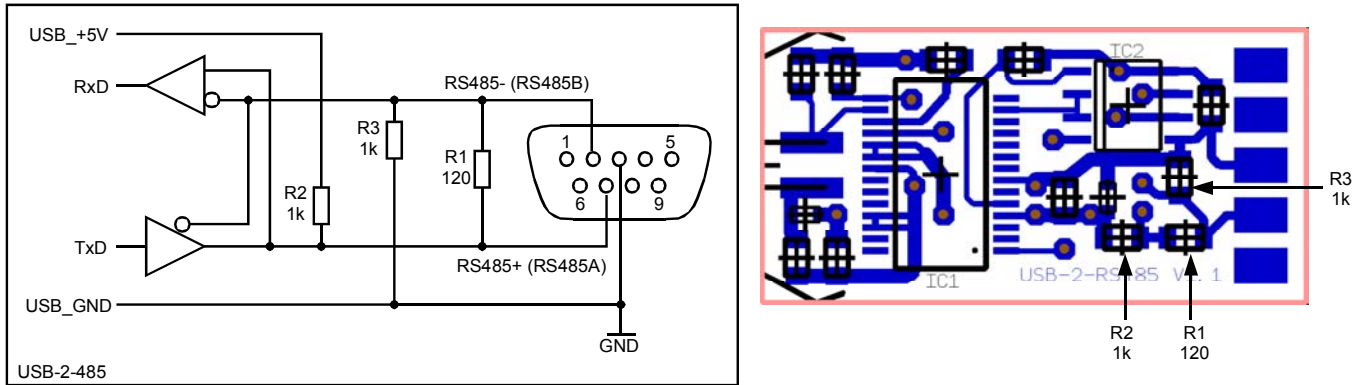 USB_+5V
RxD
RS485- (RS485B)
R3
1k
R1
120
R2
1k
1
5
6
9
TxD
RS485+ (RS485A)
USB_GND
GND
USB-2-485
IC2
IC1
USB-2-RS485 V1.1
R3
1k
R2
1k
R1
120